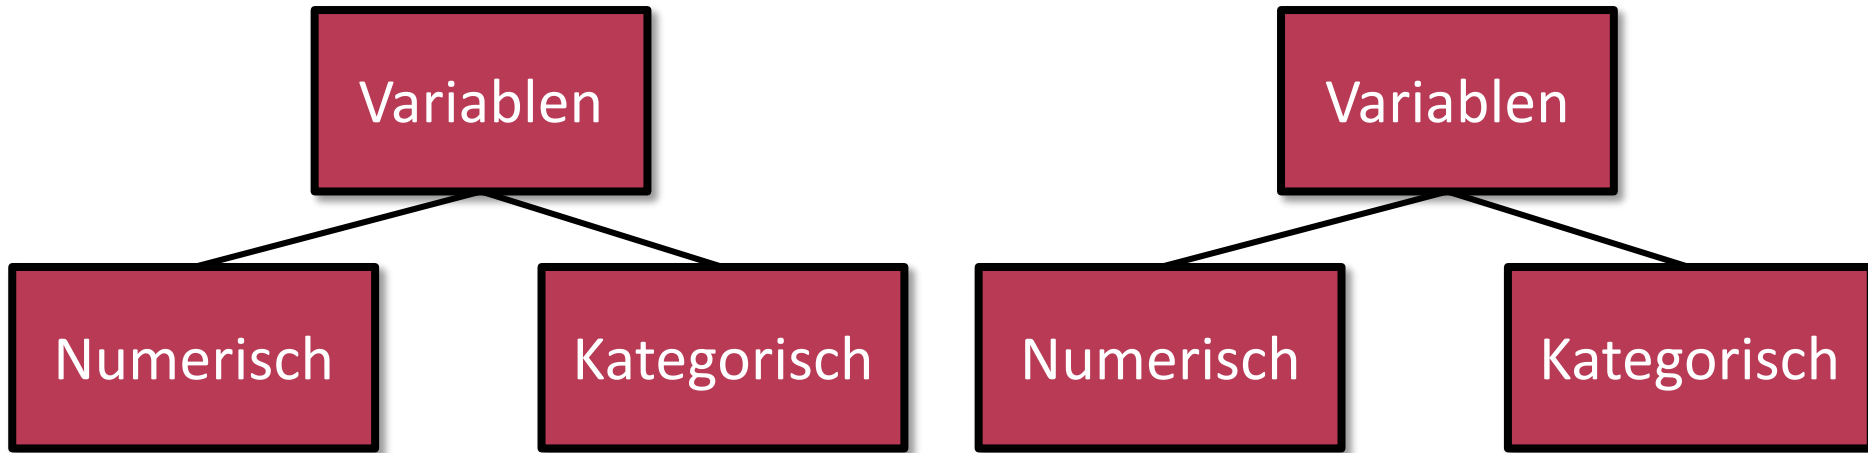 Variablen
Variablen
Numerisch
Kategorisch
Numerisch
Kategorisch